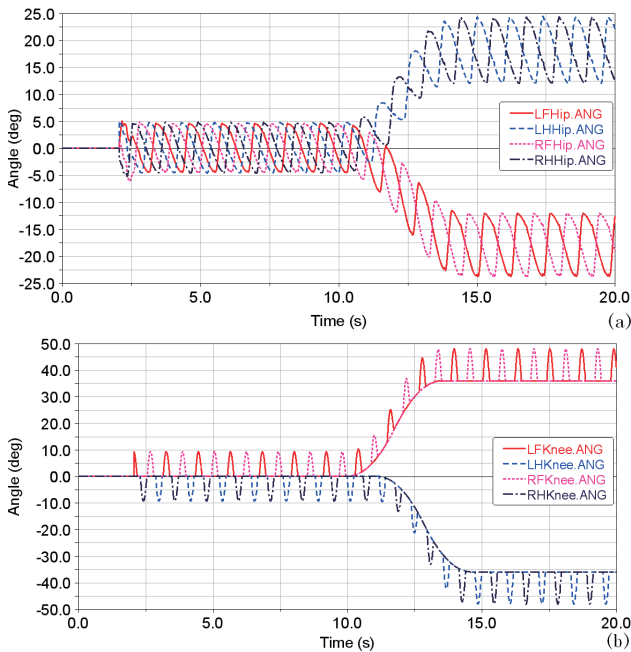 25.0
20.0
15.0
10.0
5.0
0.0
-5.0
-10.0
-15.0
-20.0
-25.0
Angle (deg)
LFHip.ANG
LHHip.ANG
RFHip.ANG
RHHip.ANG
0.0 5.0 10.0 15.0 20.0
Time (s)
(a)
50.0
40.0
30.0
20.0
10.0
0.0
-10.0
-20.0
-30.0
-40.0
-50.0
Angle (deg)
LFKnee.ANG
LHKnee.ANG
RFKnee.ANG
RHKnee.ANG
0.0 5.0 10.0 15.0 20.0
Time (s)
(b)